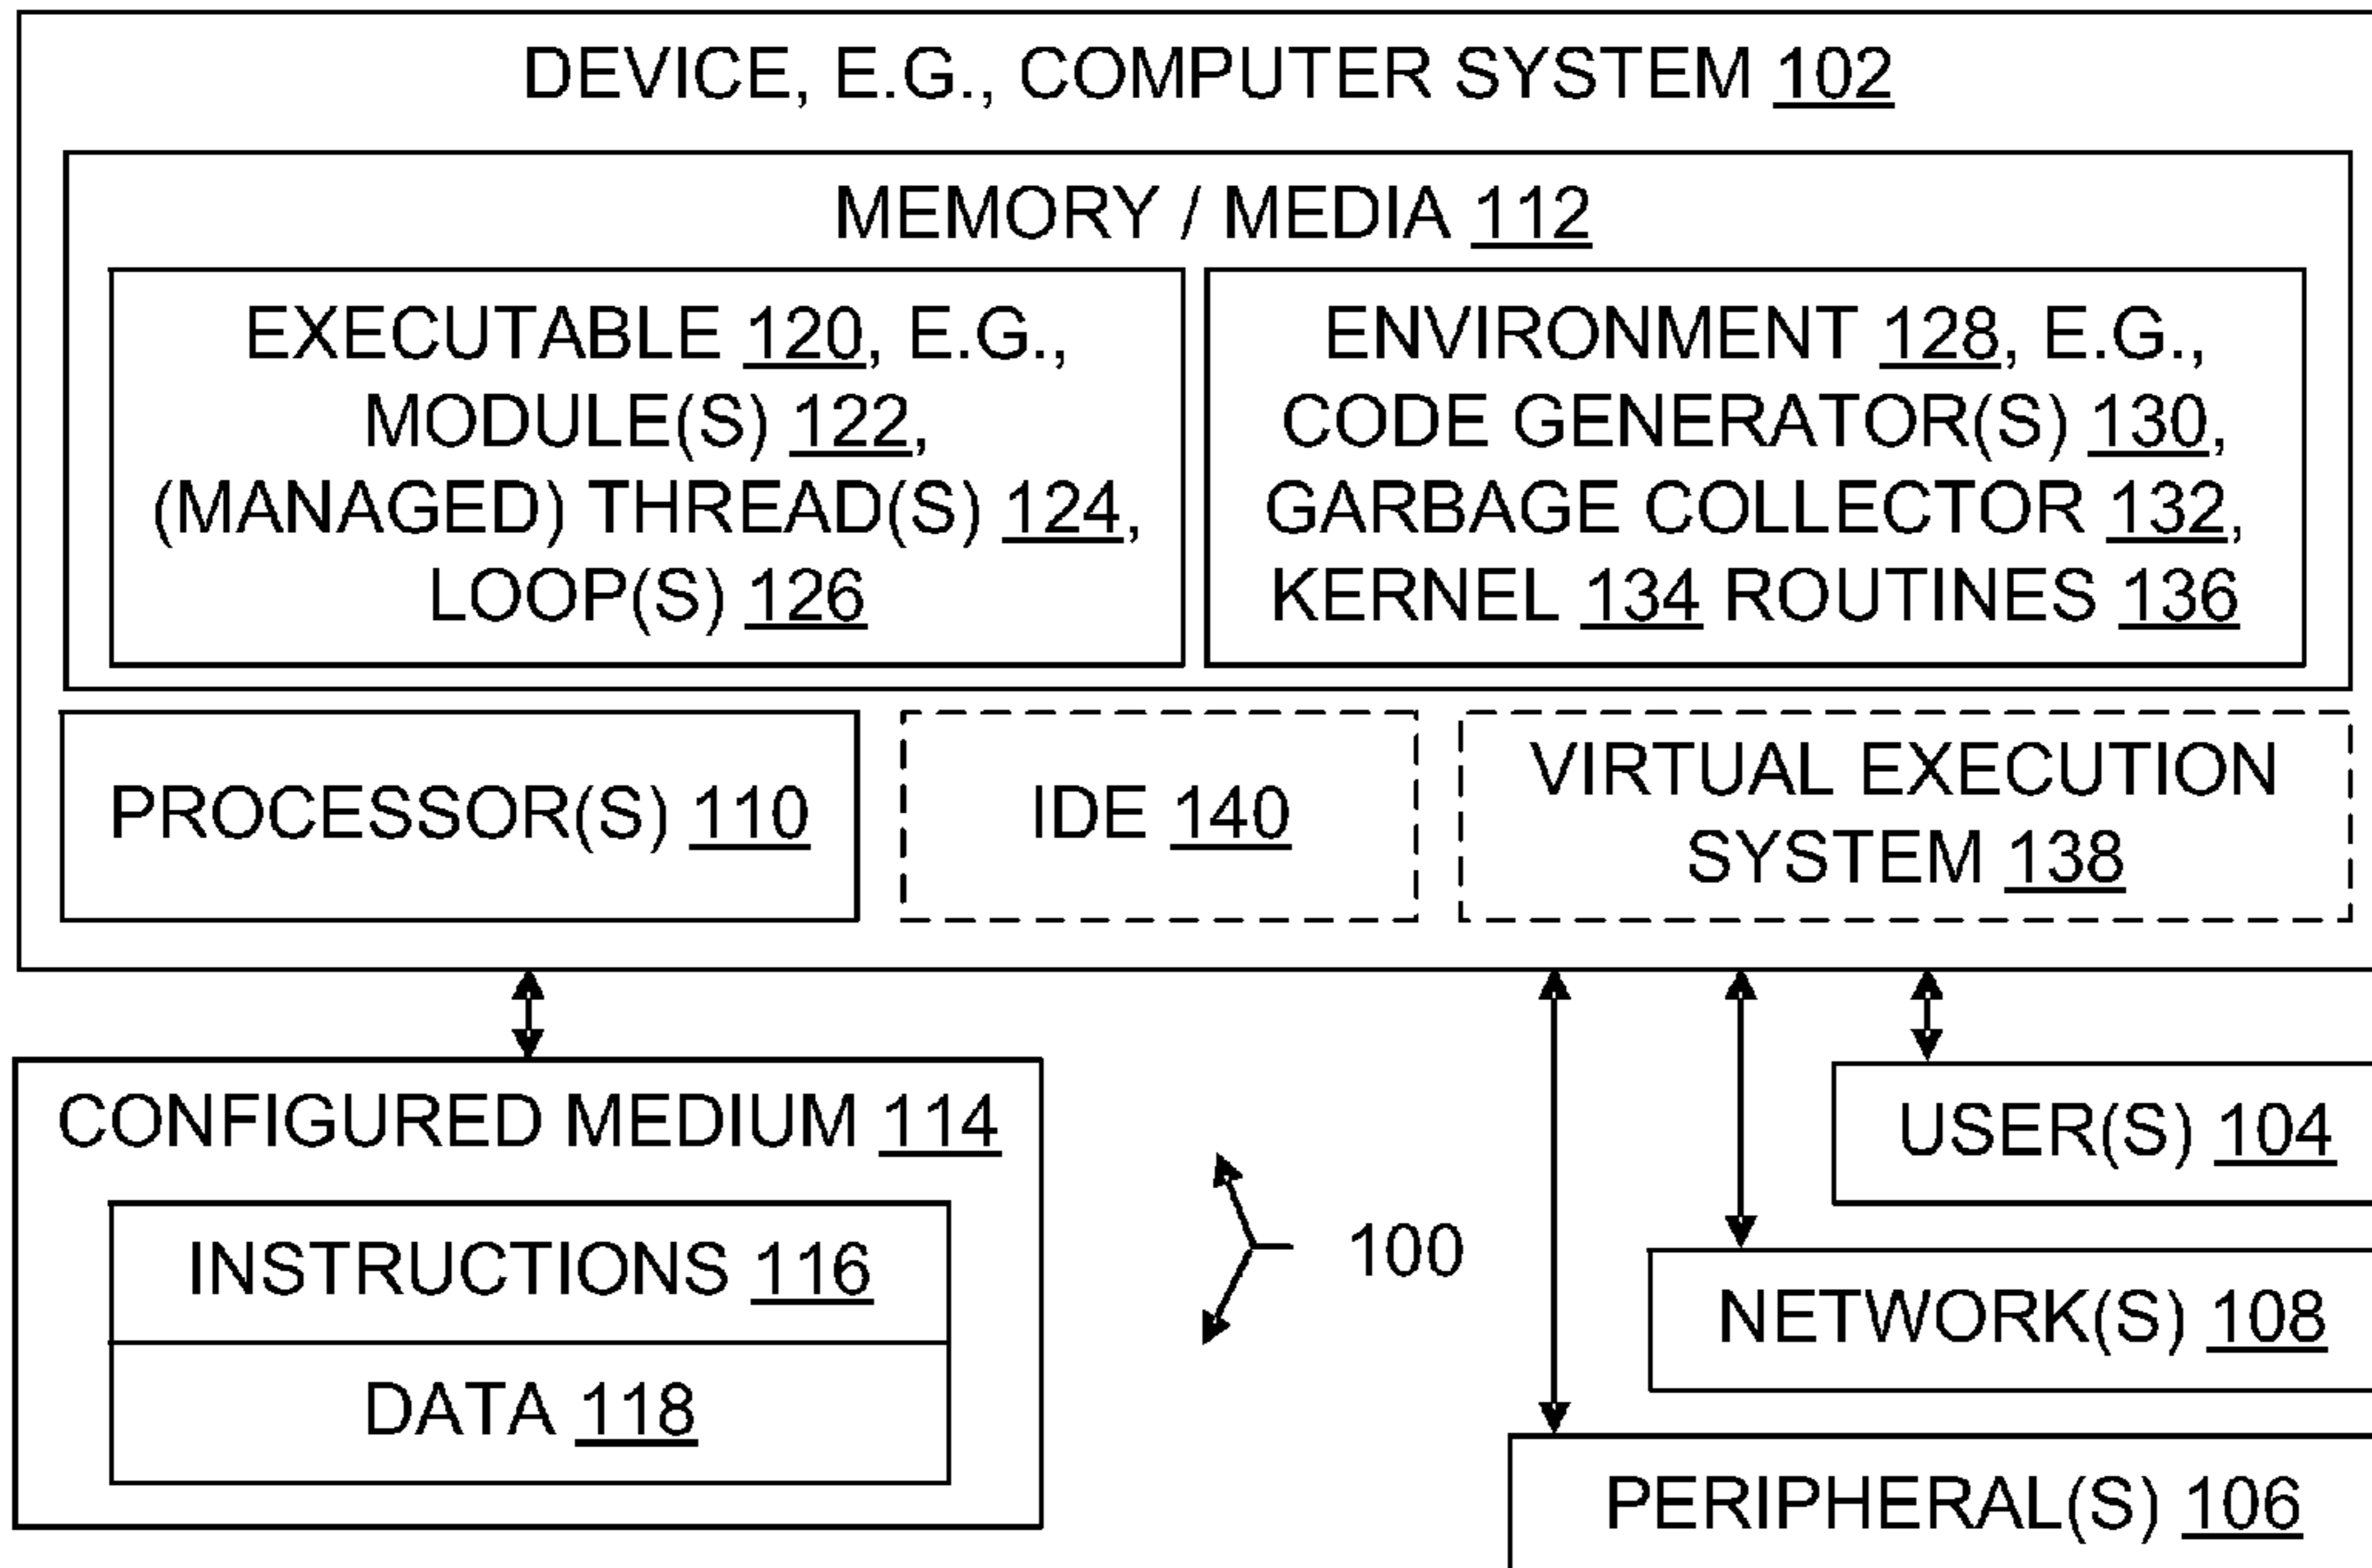 DEVICE, E.G., COMPUTER SYSTEM 102
MEMORY / MEDIA 112
EXECUTABLE 120, E.G.,
MODULE(S) 122,
(MANAGED) THREAD(S) 124,
LOOP(S) 126
ENVIRONMENT 128, E.G.,
CODE GENERATOR(S) 130,
GARBAGE COLLECTOR 132,
KERNEL 134 ROUTINES 136
PROCESSOR(S) 110
IDE 140
VIRTUAL EXECUTION
SYSTEM 138
CONFIGURED MEDIUM 114
INSTRUCTIONS 116
DATA 118
100
USER(S) 104
NETWORK(S) 108
PERIPHERAL(S) 106